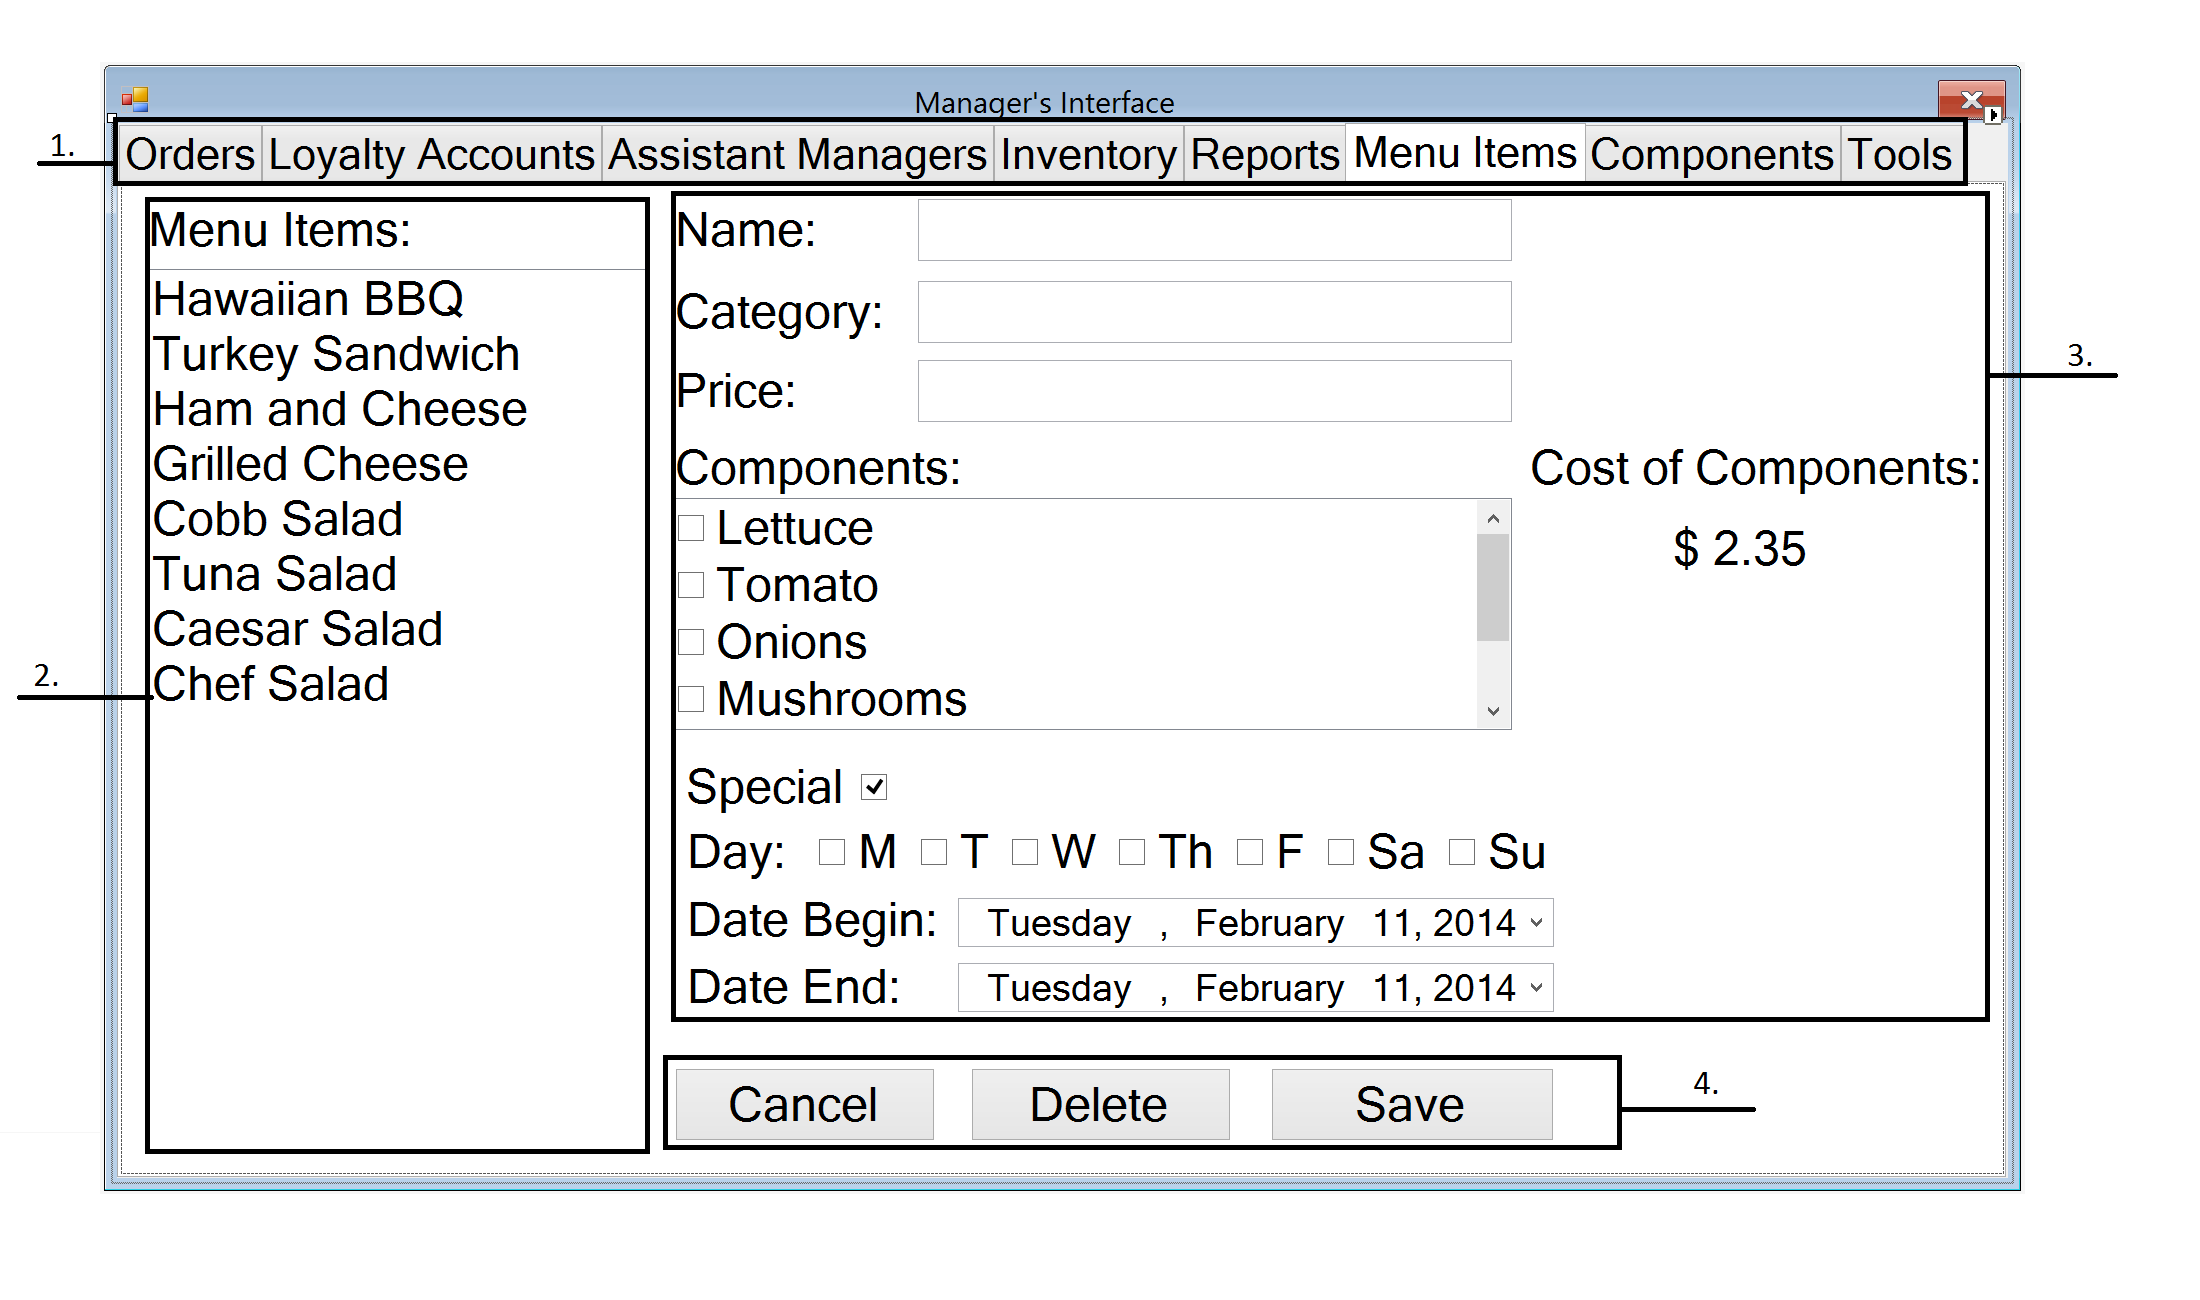 Manager's Interface
1.
Orders Loyalty Accounts Assistant Managers Inventory Reports Menu Items Components Tools
Menu Items:
Hawaiian BBQ
Turkey Sandwich
Ham and Cheese
Grilled Cheese
Cobb Salad
Tuna Salad
Caesar Salad
Chef Salad
2.
Name:
Category:
Price:
3.
Components:
Lettuce
Tomato
Onions
Mushrooms
Cost of Components:
$ 2.35
Special
Day: M T W Th F Sa Su
Date Begin: Tuesday , February 11, 2014
Date End: Tuesday , February 11, 2014
Cancel Delete Save
4.